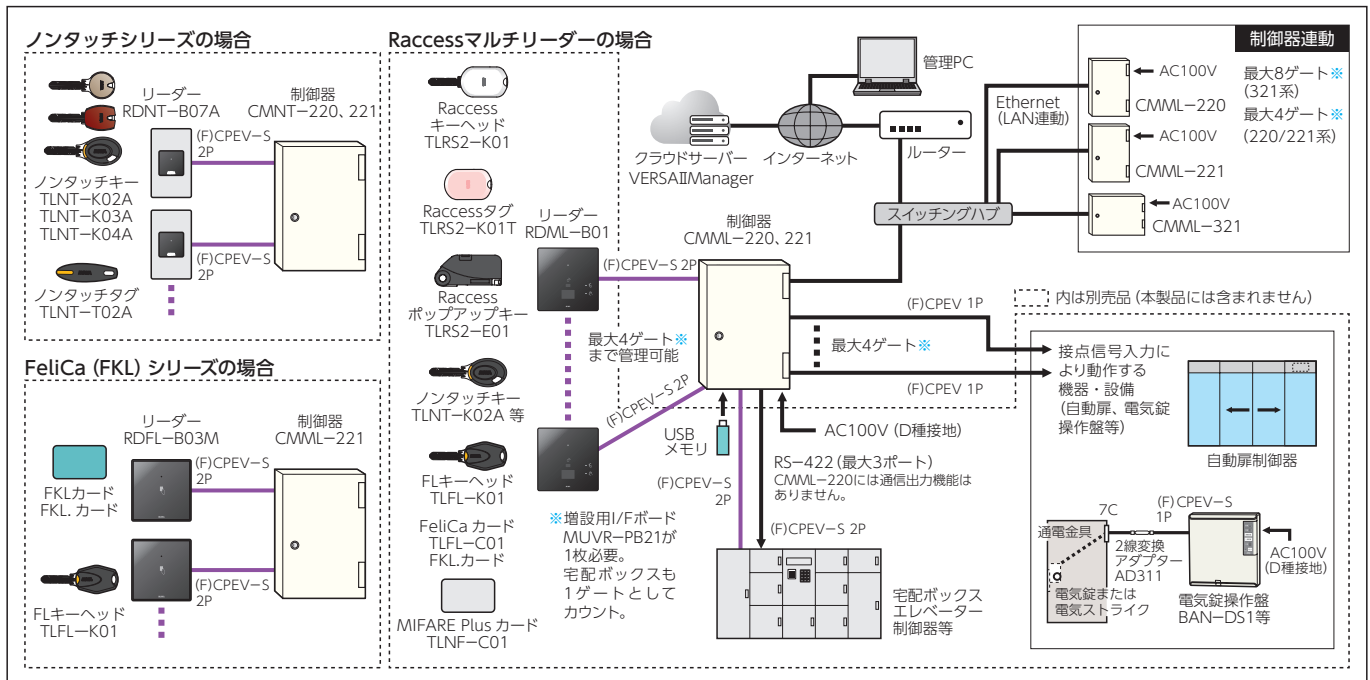 ノンタッチシリーズの場合
リーダー
RDNT−B07A
制御器
CMNT−220、221
(F)CPEV−S
2P
ノンタッチキー
TLNT−K02A
TLNT−K03A
TLNT−K04A
(F)CPEV−S
2P
ノンタッチタグ
TLNT−T02A
FeliCa（FKL）シリーズの場合
リーダー
RDFL−B03M
制御器
CMML−221
(F)CPEV−S
2P
FKLカード
FKL. カード
(F)CPEV−S
2P
FLキーヘッド
TLFL−K01
Raccessマルチリーダーの場合
Raccess
キーヘッド
TLRS2−K01
Raccessタグ
TLRS2−K01T
リーダー
RDML−B01
Raccess
ポップアップキー
TLRS2−E01
ノンタッチキー
TLNT−K02A 等
FLキーヘッド
TLFL−K01
FeliCa カード
TLFL−C01
FKL.カード
MIFARE Plus カード
TLNF−C01
(F)CPEV−S 2P
最大4ゲート※
まで管理可能
(F)CPEV−S 2P
※増設用I/Fボード
MUVR−PB21が
1枚必要。
宅配ボックスも
1ゲートとして
カウント。
制御器
CMML−220、221
クラウドサーバー
VERSAIIManager
インターネット
管理PC
ルーター
スイッチングハブ
Ethernet
(LAN連動)
制御器連動
AC100V
CMML−220
最大8ゲート※
(321系)
最大4ゲート※
(220/221系)
AC100V
CMML−221
AC100V
CMML−321
内は別売品（本製品には含まれません）
(F)CPEV 1P
最大4ゲート※
(F)CPEV 1P
USB
メモリ
AC100V（D種接地）
RS−422（最大3ポート）
CMML−220には通信出力機能は
ありません。
(F)CPEV−S
2P
(F)CPEV−S 2P
宅配ボックス
エレベーター
制御器等
接点信号入力に
より動作する
機器・設備
(自動扉、電気錠
操作盤等)
自動扉制御器
通電金具
7C
(F)CPEV−S
1P
2線変換
アダプター
AD311
AC100V
(D種接地)
電気錠または
電気ストライク
電気錠操作盤
BAN−DS1等